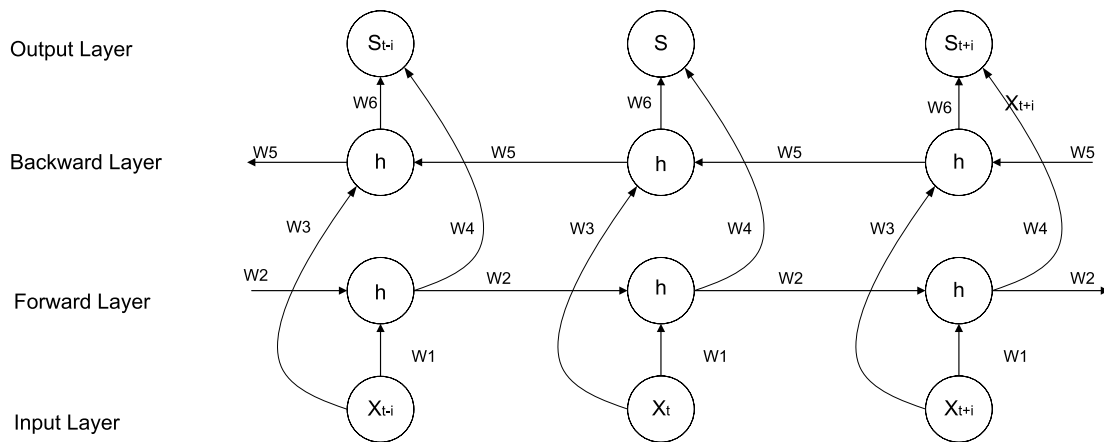 Output Layer
St-i
S
St+i
W6
W6
W6
Xt+i
Backward Layer
W5
h
W5
h
W5
h
W5
W3
W4
W3
W4
W3
W4
W2
Forward Layer
h
W2
h
W2
h
W2
W1
W1
W1
Input Layer
Xt-i
Xt
Xt+i